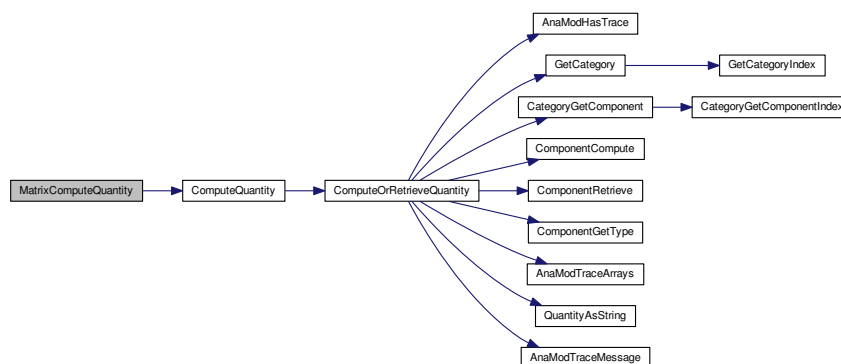 AnaModHasTrace
GetCategory
GetCategoryIndex
CategoryGetComponent
CategoryGetComponentIndex
ComponentCompute
MatrixComputeQuantity
ComputeQuantity
ComputeOrRetrieveQuantity
ComponentRetrieve
ComponentGetType
AnaModTraceArrays
QuantityAsString
AnaModTraceMessage